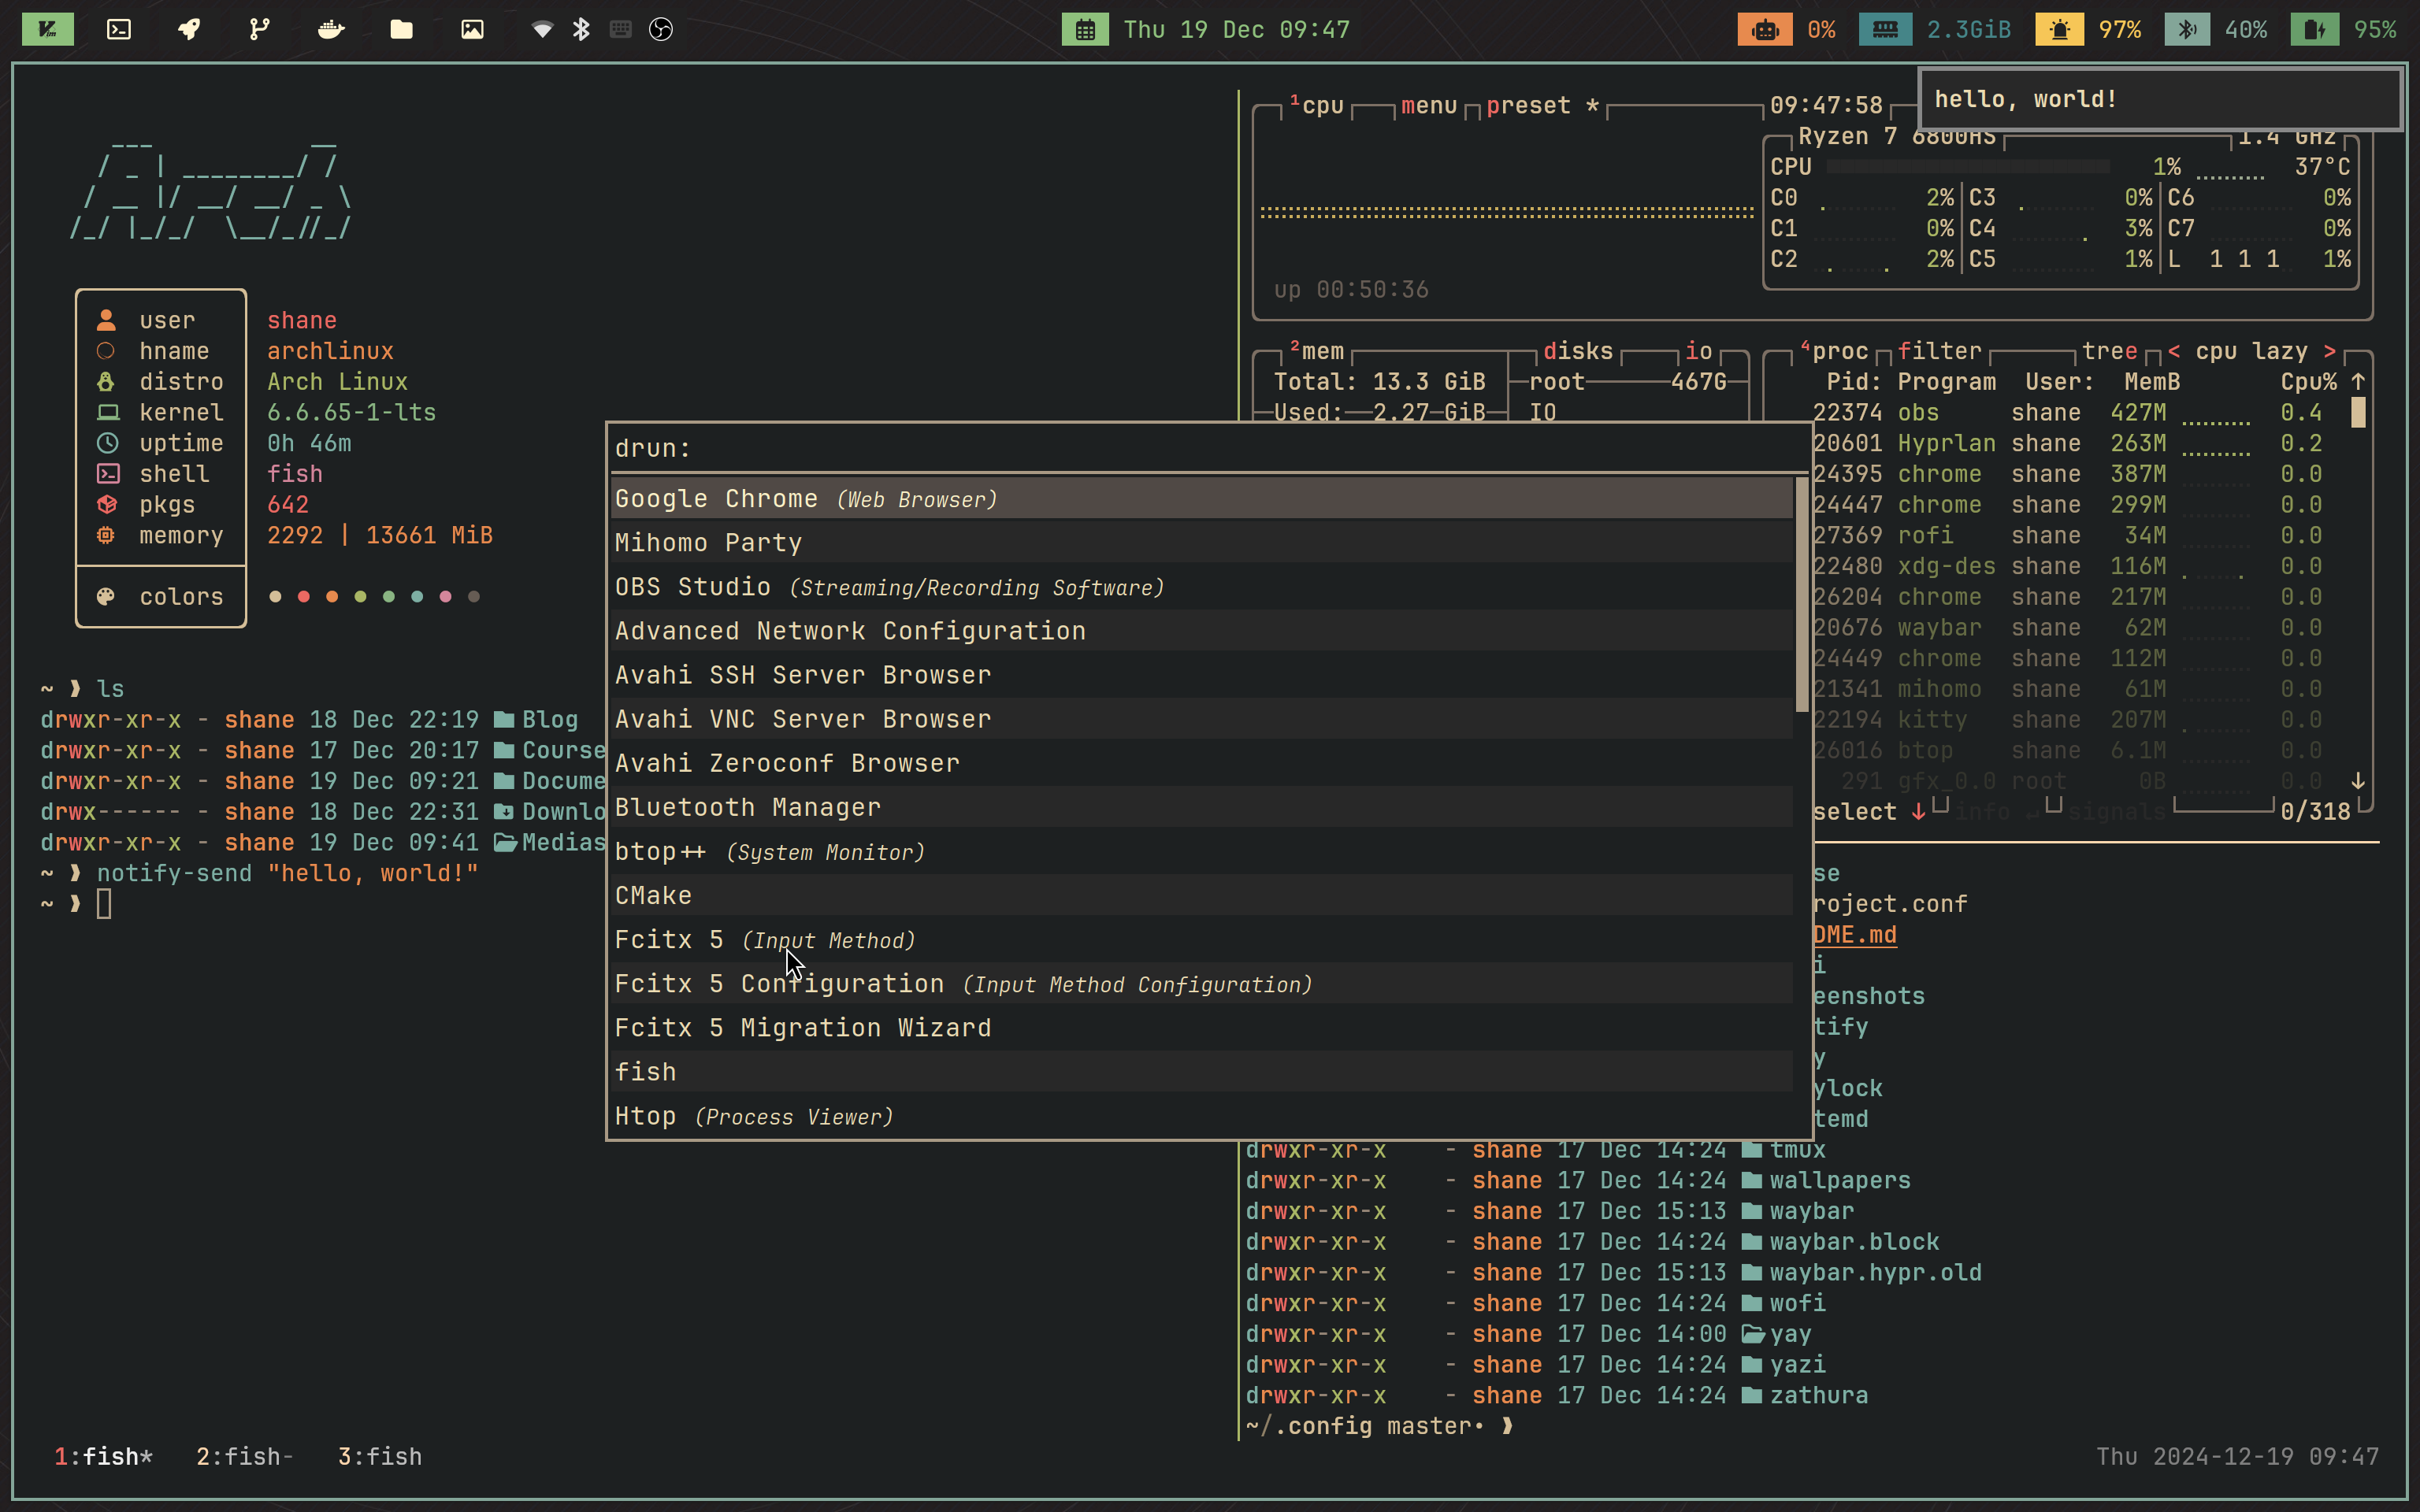 Thu 19 Dec 09:47
0%
2.3GiB
97%
40%
95%
hello, world!
user shane
hname archlinux
distro Arch Linux
kernel 6.6.65-1-lts
uptime 0h 46m
shell fish
pkgs 642
memory 2292 | 13661 MiB
colors
~ ❱ ls
drwxr-xr-x - shane 18 Dec 22:19 Blog
drwxr-xr-x - shane 17 Dec 20:17 Course
drwxr-xr-x - shane 19 Dec 09:21 Docume
drwx------ - shane 18 Dec 22:31 Downlo
drwxr-xr-x - shane 19 Dec 09:41 Medias
~ ❱ notify-send "hello, world!"
~ ❱
1cpu menu preset * 09:47:58
Ryzen 7 6800HS 1.4 GHz
CPU 1% 37°C
C0 2% C3 0% C6 0%
C1 0% C4 3% C7 0%
C2 2% C5 1% L 1 1 1 1%
up 00:50:36
2mem disks io
Total: 13.3 GiB root 467G
Used: 2.27 GiB IO
4proc filter tree < cpu lazy >
Pid: Program User: MemB Cpu% ↑
22374 obs shane 427M 0.4
20601 Hyprlan shane 263M 0.2
24395 chrome shane 387M 0.0
24447 chrome shane 299M 0.0
27369 rofi shane 34M 0.0
22480 xdg-des shane 116M 0.0
26204 chrome shane 217M 0.0
20676 waybar shane 62M 0.0
24449 chrome shane 112M 0.0
21341 mihomo shane 61M 0.0
22194 kitty shane 207M 0.0
26016 btop shane 6.1M 0.0
291 gfx_0.0 root 0B 0.0 ↓
select ↓ info ↵ signals 0/318
drun:
Google Chrome (Web Browser)
Mihomo Party
OBS Studio (Streaming/Recording Software)
Advanced Network Configuration
Avahi SSH Server Browser
Avahi VNC Server Browser
Avahi Zeroconf Browser
Bluetooth Manager
btop++ (System Monitor)
CMake
Fcitx 5 (Input Method)
Fcitx 5 Configuration (Input Method Configuration)
Fcitx 5 Migration Wizard
fish
Htop (Process Viewer)
se
roject.conf
DME.md
i
eenshots
tify
y
ylock
temd
drwxr-xr-x - shane 17 Dec 14:24 tmux
drwxr-xr-x - shane 17 Dec 14:24 wallpapers
drwxr-xr-x - shane 17 Dec 15:13 waybar
drwxr-xr-x - shane 17 Dec 14:24 waybar.block
drwxr-xr-x - shane 17 Dec 15:13 waybar.hypr.old
drwxr-xr-x - shane 17 Dec 14:24 wofi
drwxr-xr-x - shane 17 Dec 14:00 yay
drwxr-xr-x - shane 17 Dec 14:24 yazi
drwxr-xr-x - shane 17 Dec 14:24 zathura
~/.config master• ❱
1:fish* 2:fish- 3:fish
Thu 2024-12-19 09:47